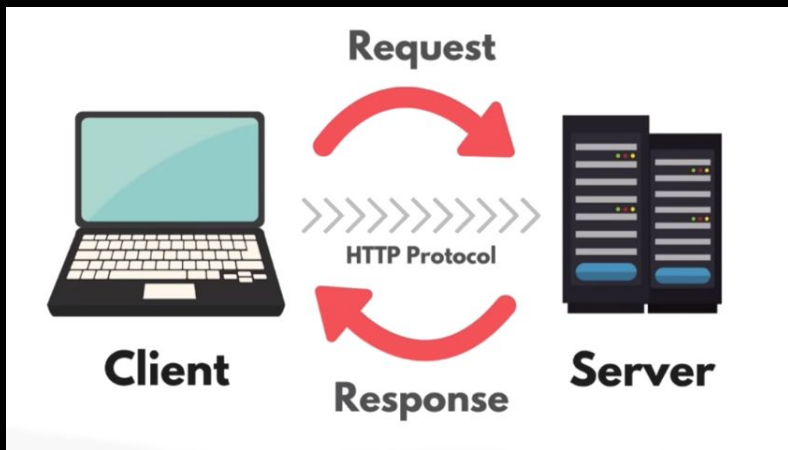 Request
HTTP Protocol
Client
Server
Response